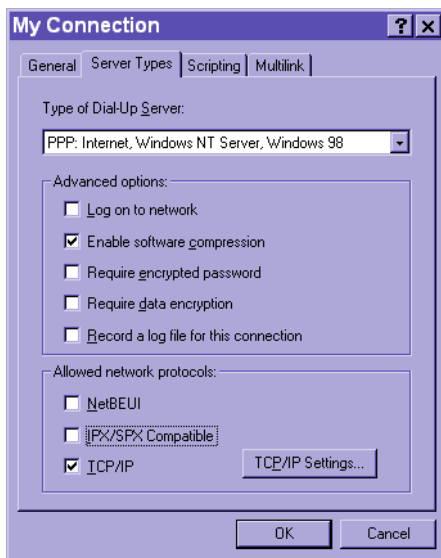 My Connection
General Server Types Scripting Multilink
Type of Dial-Up Server:
PPP: Internet, Windows NT Server, Windows 98
Advanced options:
Log on to network
Enable software compression
Require encrypted password
Require data encryption
Record a log file for this connection
Allowed network protocols:
NetBEUI
IPX/SPX Compatible
TCP/IP TCP/IP Settings...
OK Cancel